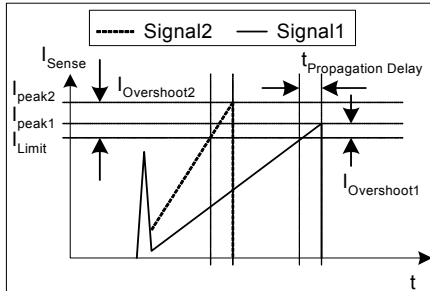 Signal2 Signal1
I_Sense
t_Propagation Delay
I_peak2
I_Overshoot2
I_peak1
I_Limit
I_Overshoot1
t